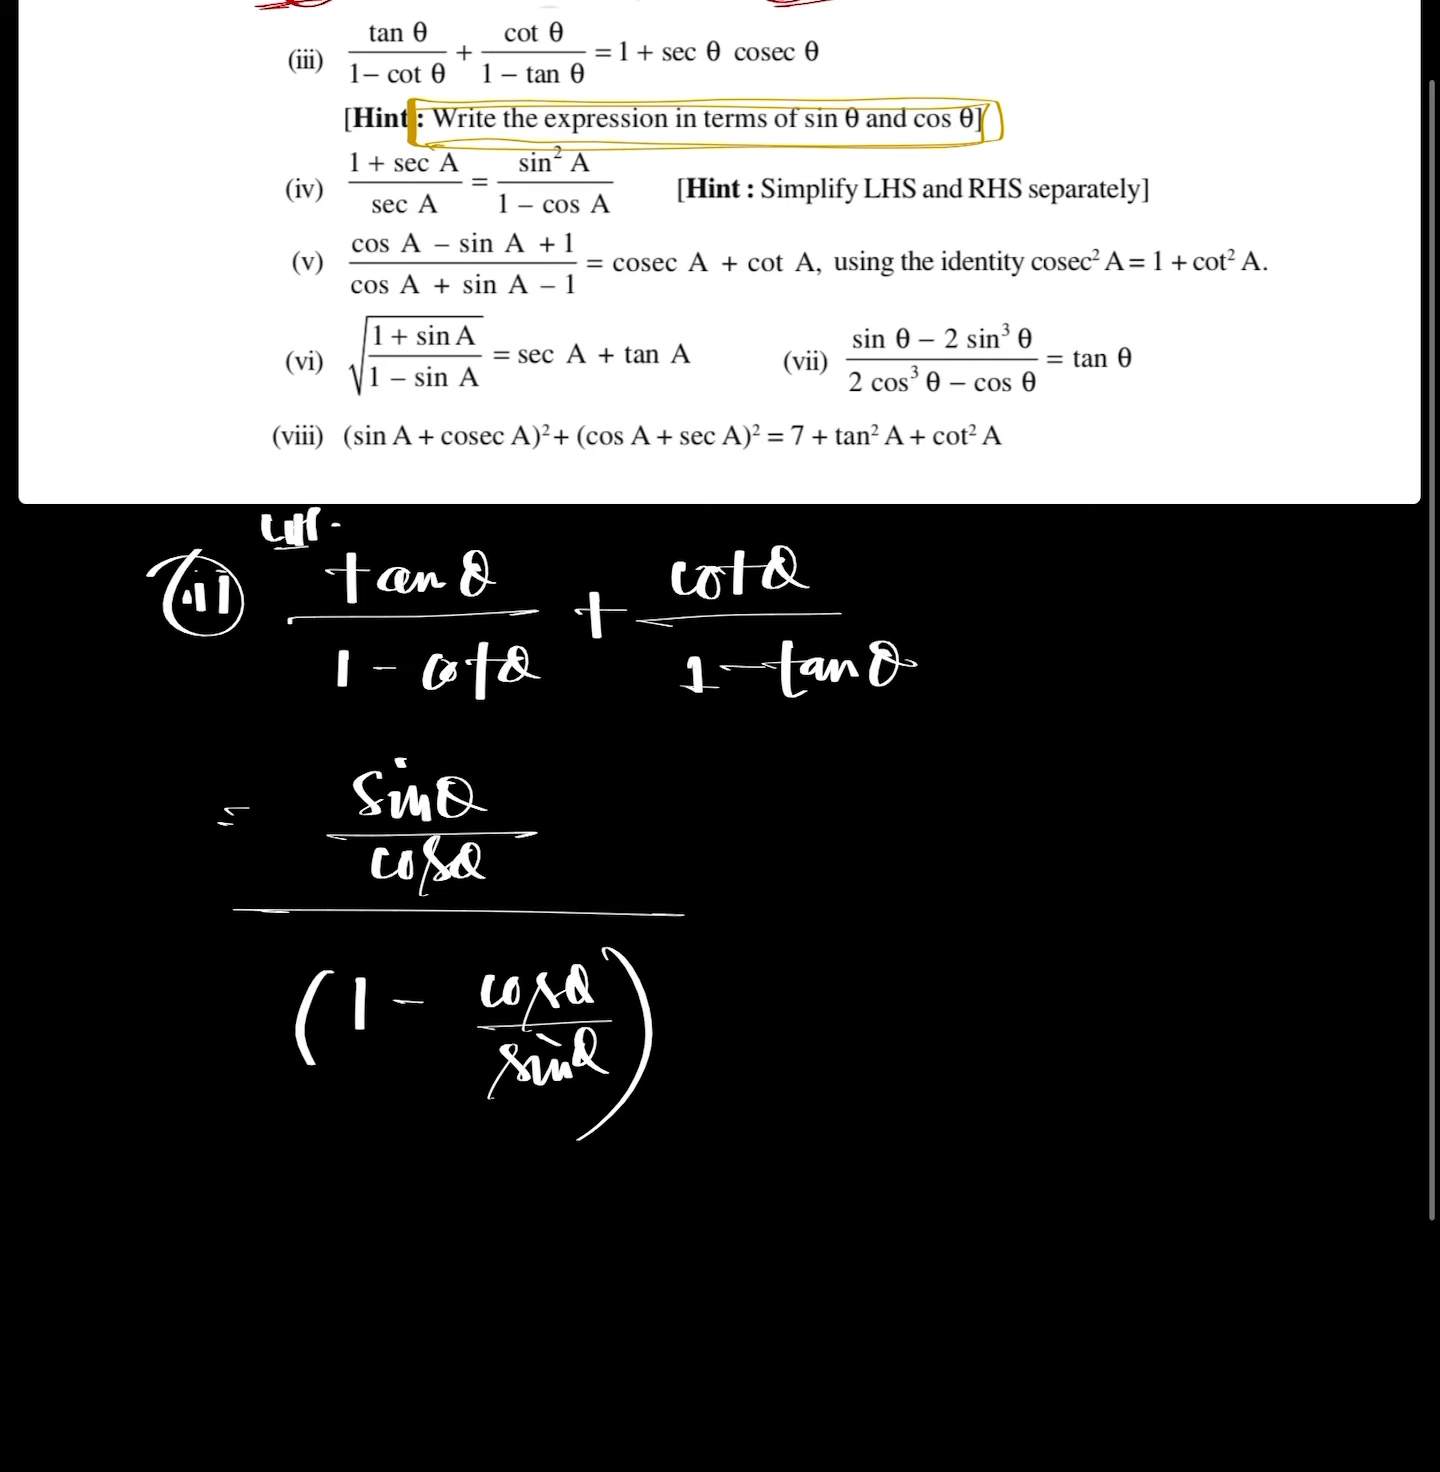 (iii) tan θ / 1– cot θ + cot θ / 1 – tan θ = 1 + sec θ cosec θ
[Hint : Write the expression in terms of sin θ and cos θ]
(iv) 1 + sec A / sec A = sin² A / 1 – cos A [Hint : Simplify LHS and RHS separately]
(v) cos A – sin A + 1 / cos A + sin A – 1 = cosec A + cot A, using the identity cosec² A = 1 + cot² A.
(vi) √(1 + sin A / 1 – sin A) = sec A + tan A (vii) sin θ – 2 sin³ θ / 2 cos³ θ – cos θ = tan θ
(viii) (sin A + cosec A)² + (cos A + sec A)² = 7 + tan² A + cot² A
(iii) tan θ / 1 - cot θ + cot θ / 1 - tan θ
= sin θ / cos θ
(1 - cos θ / sin θ)